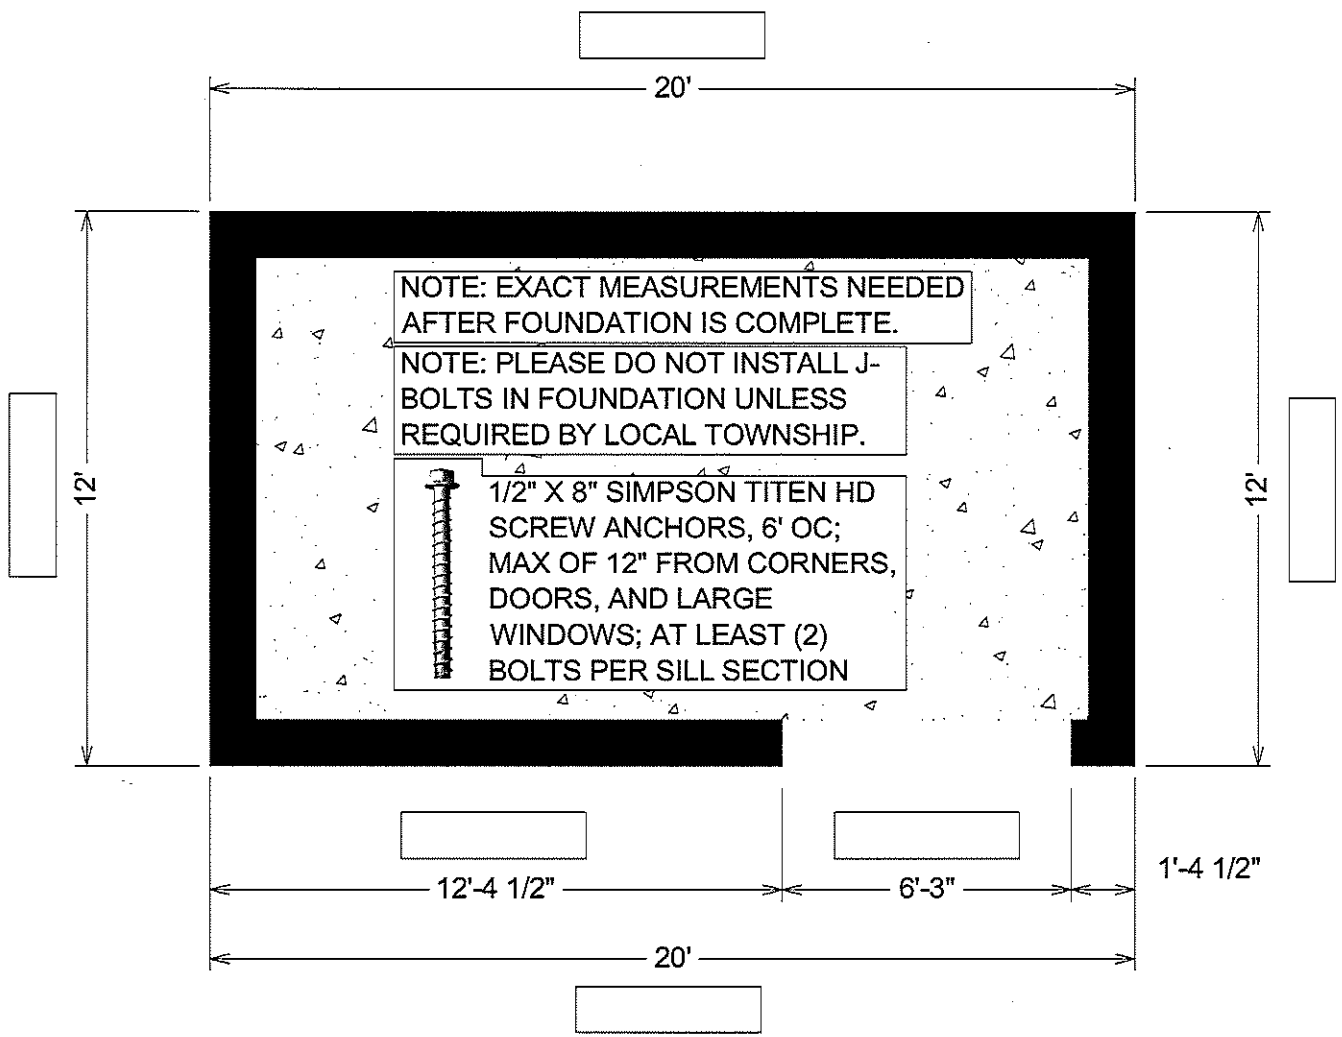 20'
NOTE: EXACT MEASUREMENTS NEEDED
AFTER FOUNDATION IS COMPLETE.
NOTE: PLEASE DO NOT INSTALL J-
BOLTS IN FOUNDATION UNLESS
REQUIRED BY LOCAL TOWNSHIP.
12'
12'
1/2" X 8" SIMPSON TITEN HD
SCREW ANCHORS, 6' OC;
MAX OF 12" FROM CORNERS,
DOORS, AND LARGE
WINDOWS; AT LEAST (2)
BOLTS PER SILL SECTION
1'-4 1/2"
12'-4 1/2"
6'-3"
20'